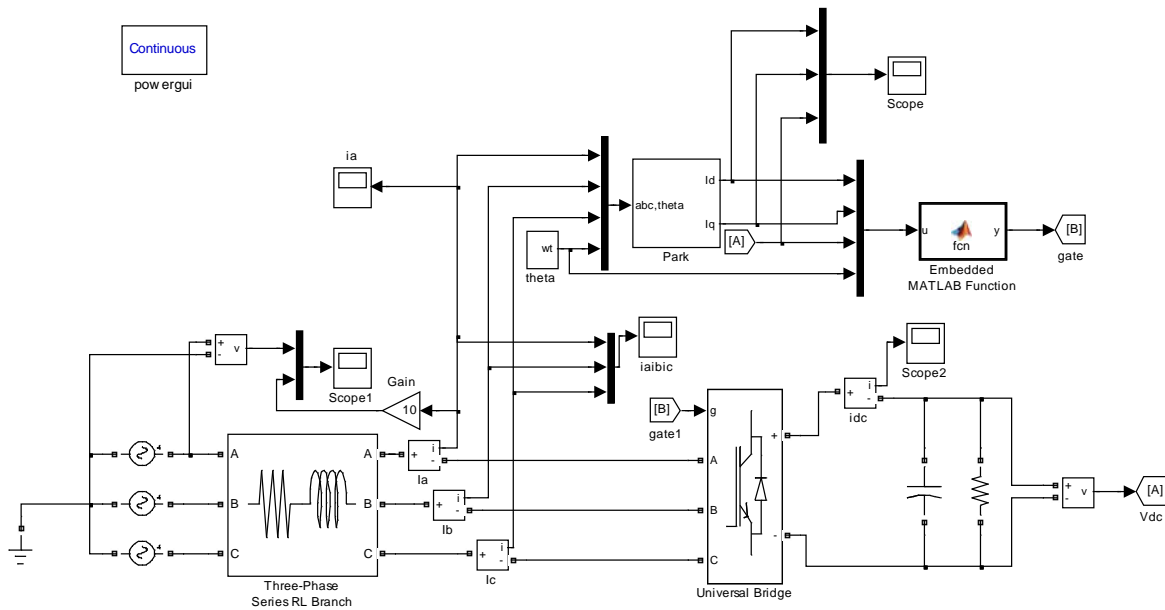 Continuous
powergui
Scope
ia
abc,theta
Id
Iq
Park
wt
theta
[A]
u
fcn
y
Embedded
MATLAB Function
[B]
gate
+
-
v
Scope1
Gain
10
iaibic
Scope2
[B]
gate1
+
i
-
idc
g
A
B
C
+
-
Universal Bridge
A
B
C
A
B
C
Three-Phase
Series RL Branch
+
i
-
Ia
+
i
-
Ib
+
i
-
Ic
+
-
v
[A]
Vdc